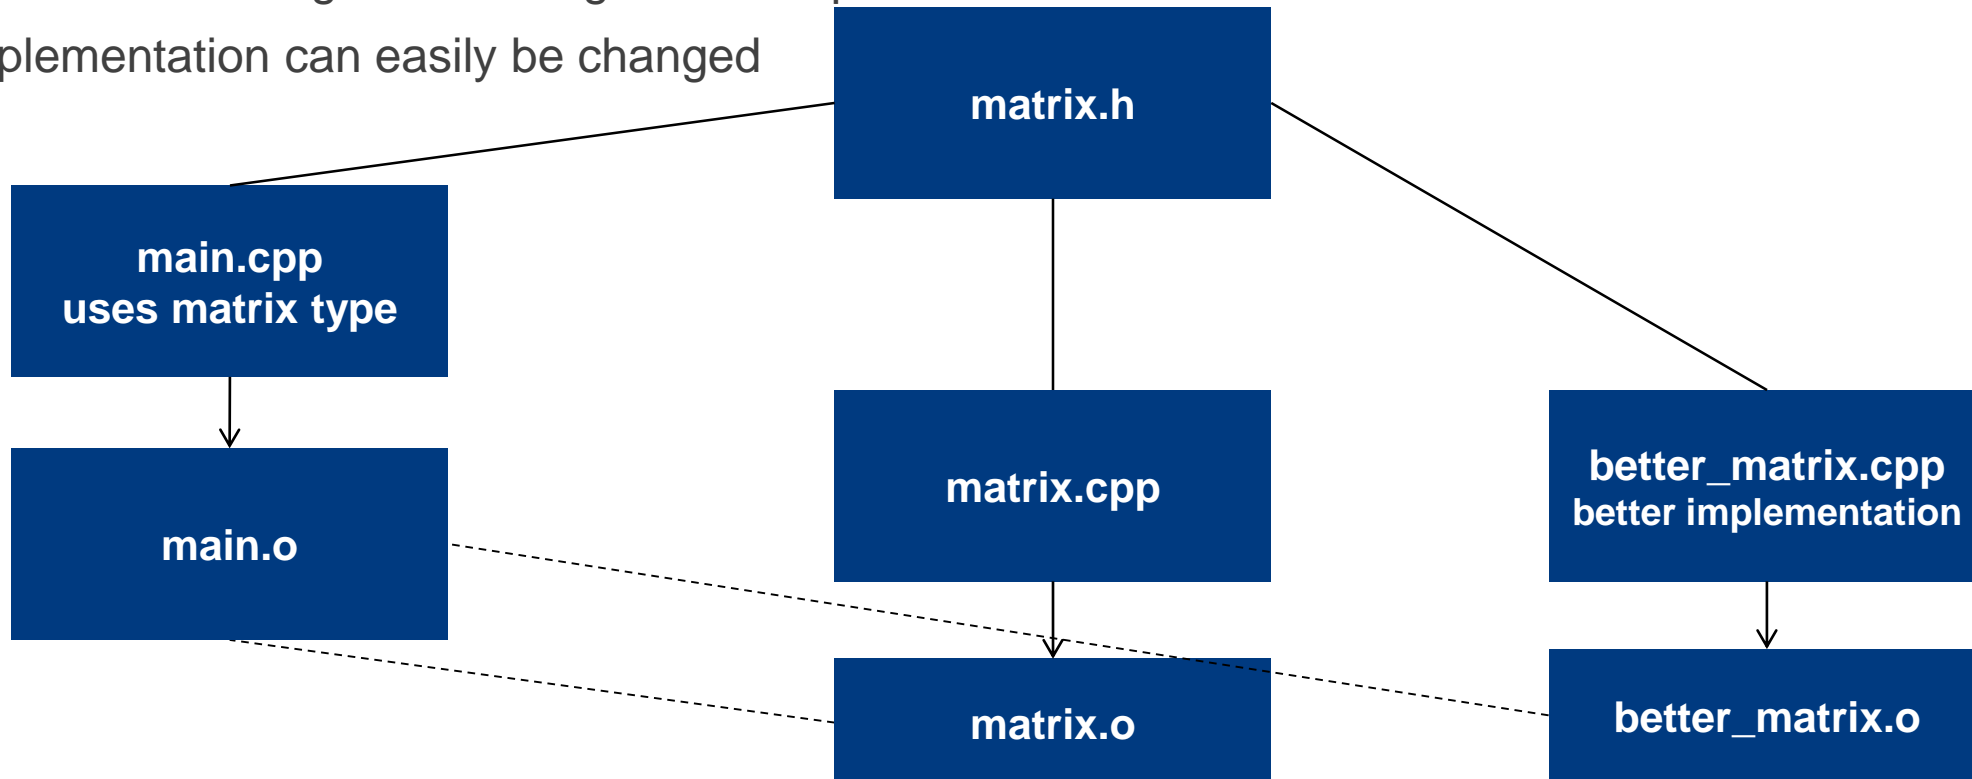 plementation can easily be changed
matrix.h
main.cpp
uses matrix type
matrix.cpp
better_matrix.cpp
better implementation
main.o
matrix.o
better_matrix.o